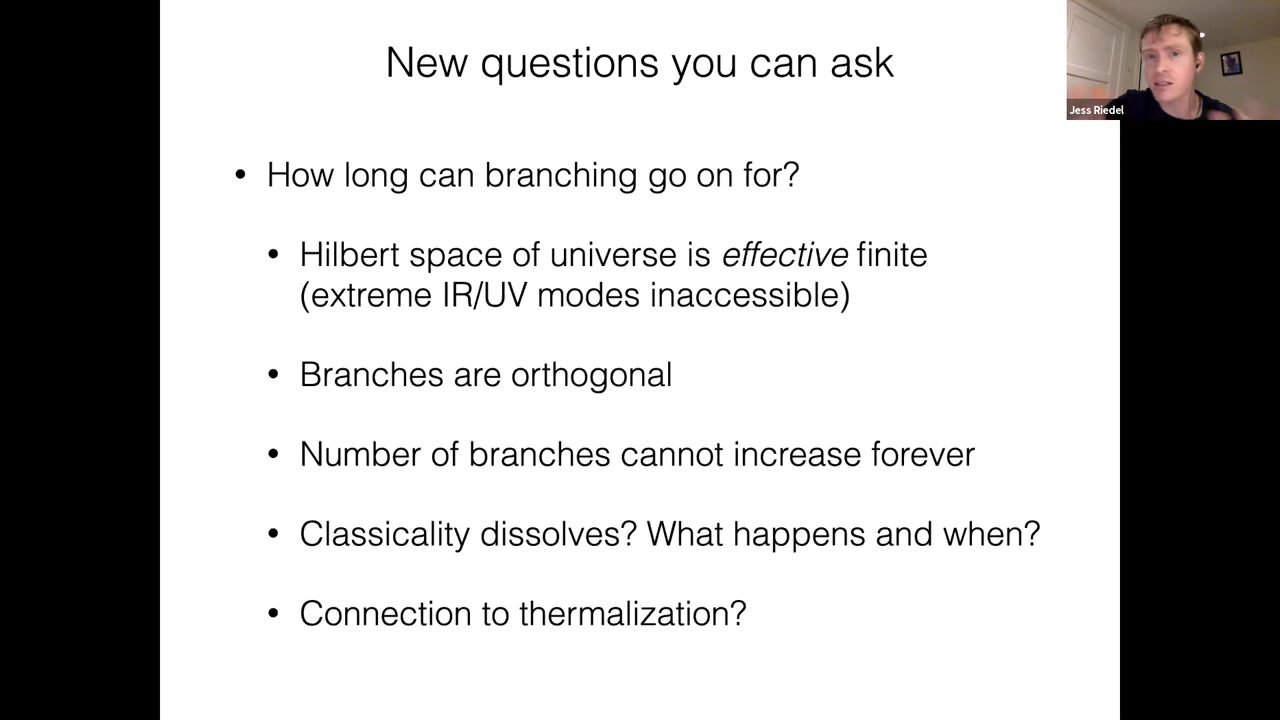 New questions you can ask
Jess Riedel
• How long can branching go on for?
• Hilbert space of universe is effective finite
(extreme IR/UV modes inaccessible)
• Branches are orthogonal
• Number of branches cannot increase forever
• Classicality dissolves? What happens and when?
• Connection to thermalization?